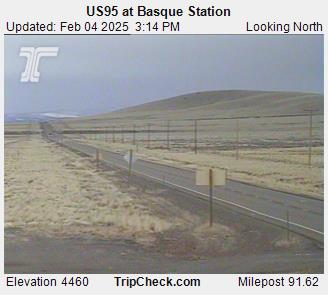 US95 at Basque Station
Updated: Feb 04 2025 3:14 PM Looking North
Elevation 4460 TripCheck.com Milepost 91.62